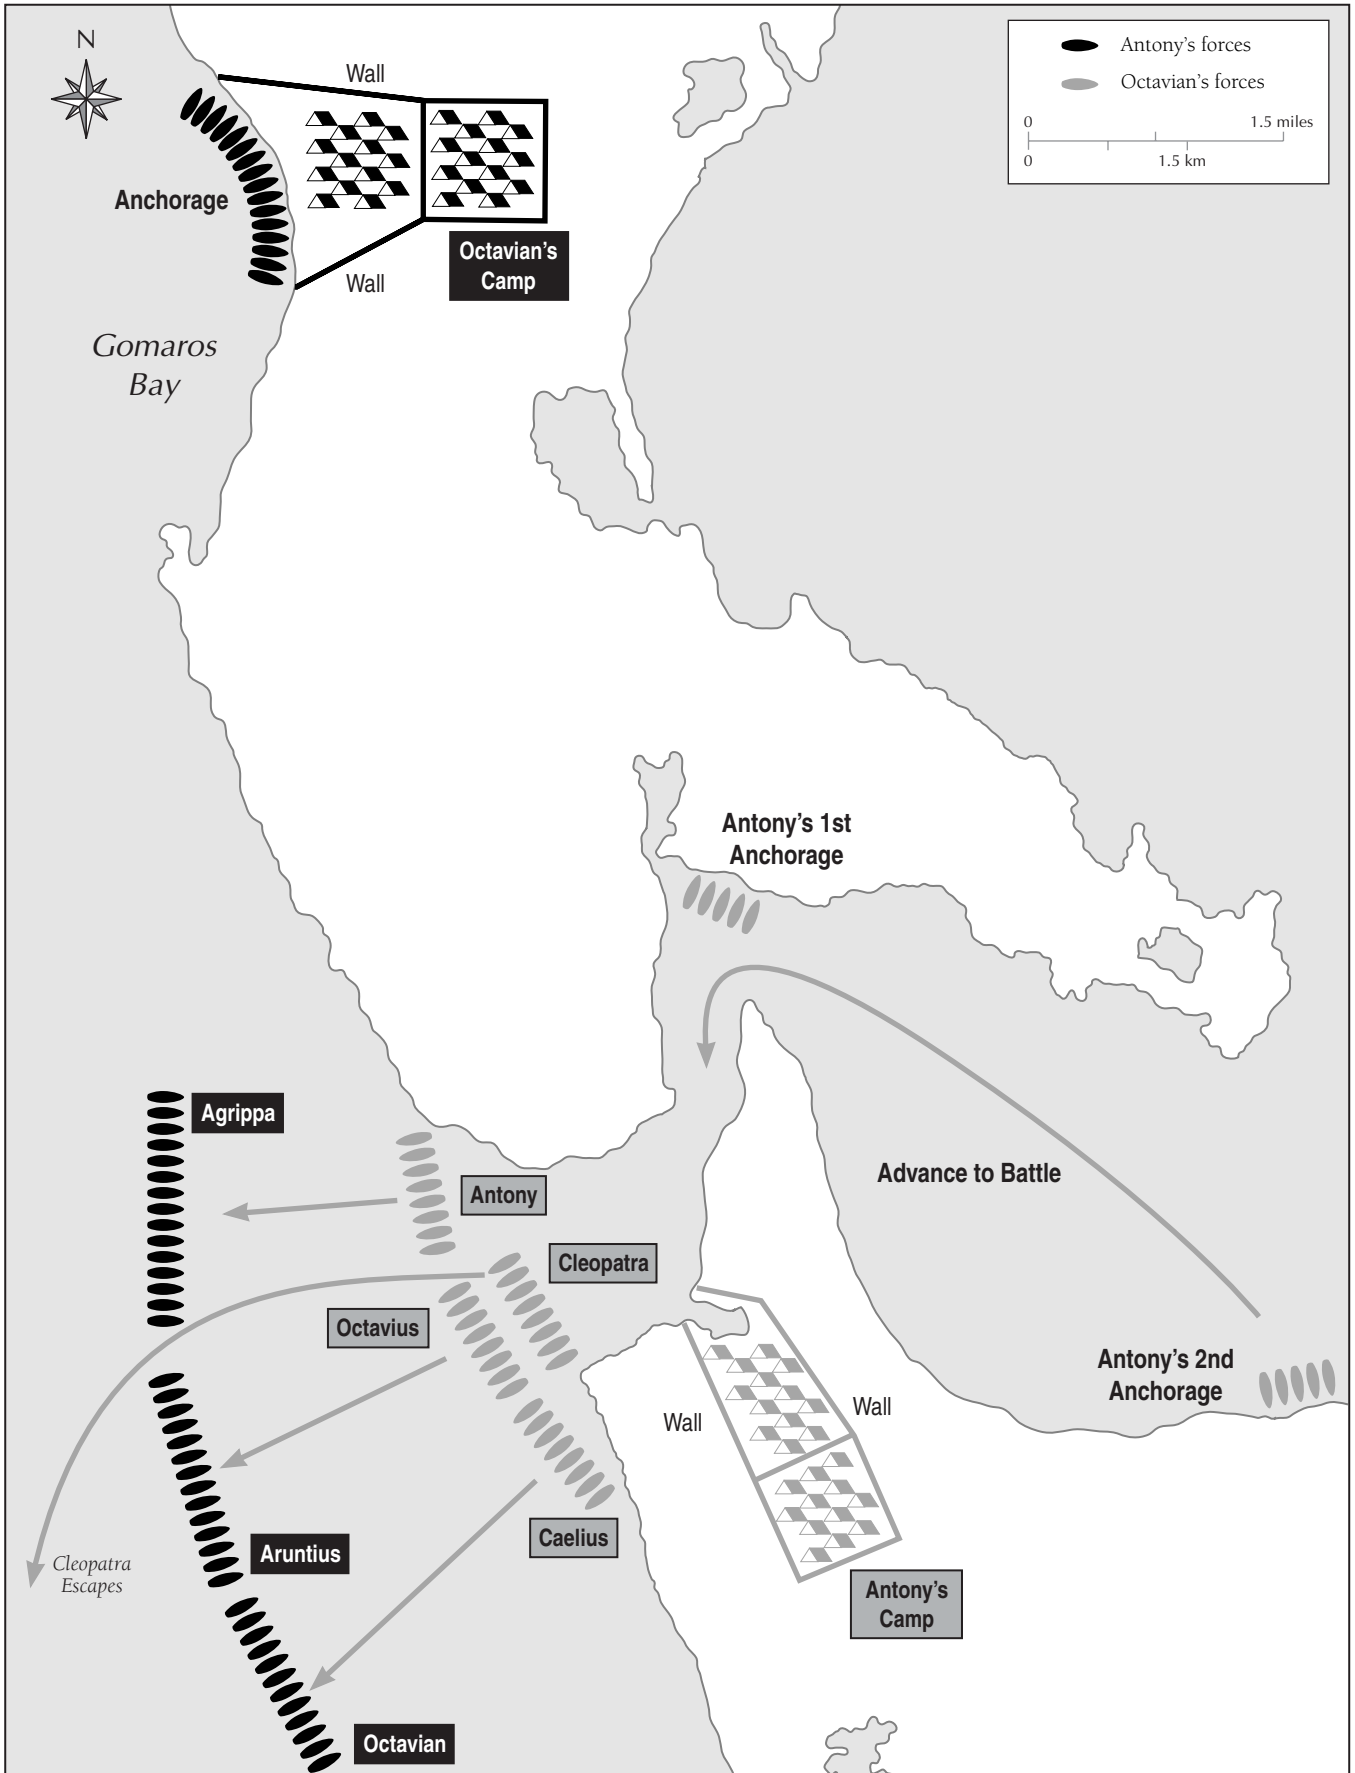 N
Wall
Antony's forces
Octavian's forces
0
1.5 miles
0
1.5 km
Anchorage
Octavian's
Camp
Wall
Gomaros
Bay
Antony's 1st
Anchorage
Agrippa
Advance to Battle
Antony
Cleopatra
Octavius
Antony's 2nd
Anchorage
Wall
Wall
Caelius
Aruntius
Cleopatra
Escapes
Antony's
Camp
Octavian